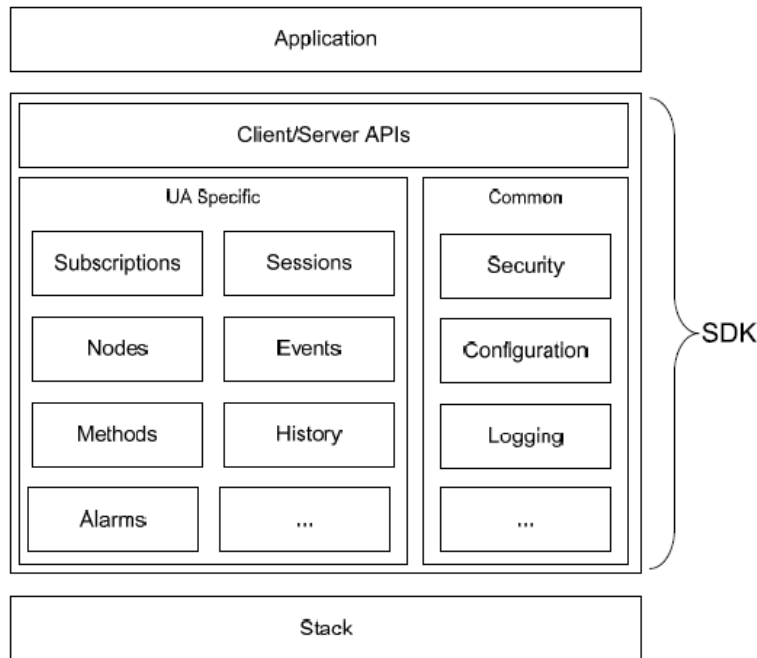 Application
Client/Server APIs
UA Specific
Common
Subscriptions
Sessions
Security
Nodes
Events
Configuration
Methods
History
Logging
Alarms
...
...
SDK
Stack